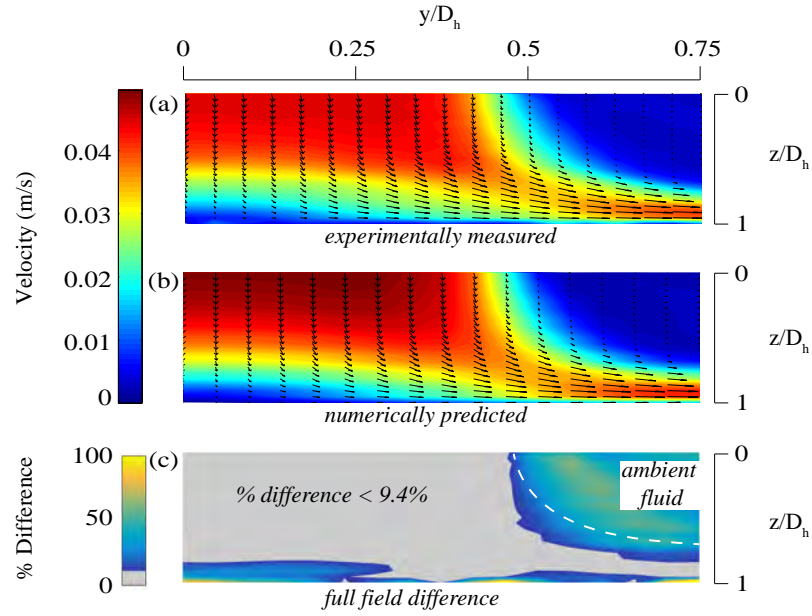 y/D_h
0 0.25 0.5 0.75
Velocity (m/s)
0.04
0.03
0.02
0.01
0
(a)
experimentally measured
0
z/D_h
1
(b)
numerically predicted
0
z/D_h
1
% Difference
100
50
0
(c)
% difference < 9.4%
ambient
fluid
full field difference
0
z/D_h
1